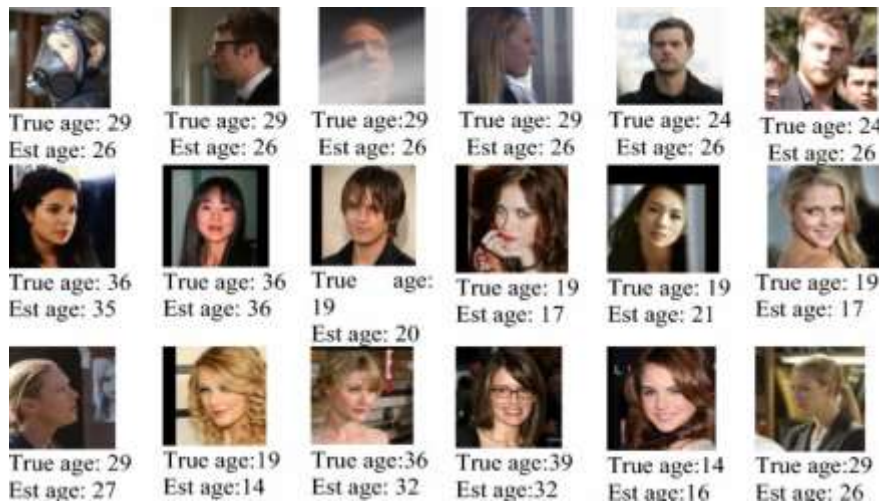 True age: 29
Est age: 26
True age: 29
Est age: 26
True age:29
Est age: 26
True age: 29
Est age: 26
True age: 24
Est age: 26
True age: 24
Est age: 26
True age: 36
Est age: 35
True age: 36
Est age: 36
True age:
19
Est age: 20
True age: 19
Est age: 17
True age: 19
Est age: 21
True age: 19
Est age: 17
True age: 29
Est age: 27
True age:19
Est age:14
True age:36
Est age: 32
True age:39
Est age:32
True age:14
Est age:16
True age:29
Est age: 26